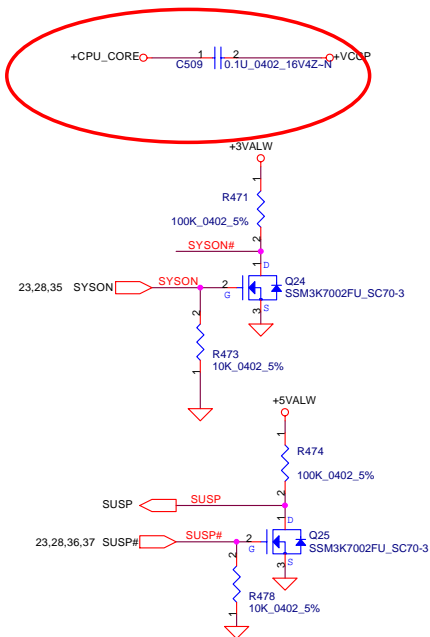 +CPU_CORE 1 2 +VCCP
C509 0.1U_0402_16V4Z~N
+3VALW
1
R471
100K_0402_5%
2
SYSON#
1 D
23,28,35 SYSON SYSON 2 G Q24
SSM3K7002FU_SC70-3
3 S
2
R473
10K_0402_5%
1
+5VALW
1
R474
100K_0402_5%
2
SUSP SUSP
1 D
23,28,36,37 SUSP# SUSP# 2 G Q25
SSM3K7002FU_SC70-3
3 S
2
R478
10K_0402_5%
1